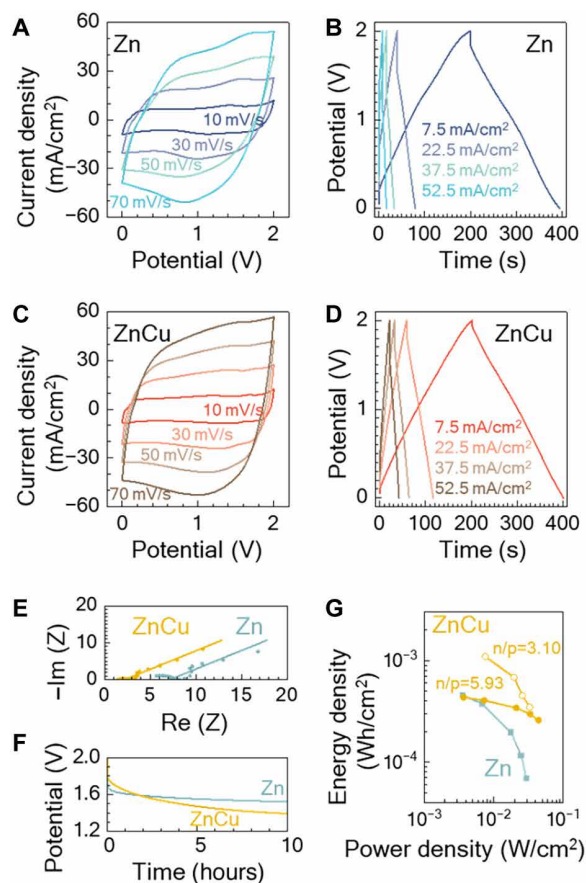 A
Zn
60
30
0
−30
−60
Current density
(mA/cm²)
10 mV/s
30 mV/s
50 mV/s
70 mV/s
0 1 2
Potential (V)
B
Zn
2
1
0
Potential (V)
7.5 mA/cm²
22.5 mA/cm²
37.5 mA/cm²
52.5 mA/cm²
0 100 200 300 400
Time (s)
C
ZnCu
60
30
0
−30
−60
Current density
(mA/cm²)
10 mV/s
30 mV/s
50 mV/s
70 mV/s
0 1 2
Potential (V)
D
ZnCu
2
1
0
Potential (V)
7.5 mA/cm²
22.5 mA/cm²
37.5 mA/cm²
52.5 mA/cm²
0 100 200 300 400
Time (s)
E
20
10
0
−Im (Z)
ZnCu
Zn
0 5 10 15 20
Re (Z)
F
2.0
1.6
1.2
Potential (V)
Zn
ZnCu
0 5 10
Time (hours)
G
ZnCu
n/p=3.10
n/p=5.93
Zn
10⁻³
10⁻⁴
Energy density
(Wh/cm²)
10⁻³ 10⁻² 10⁻¹
Power density (W/cm²)